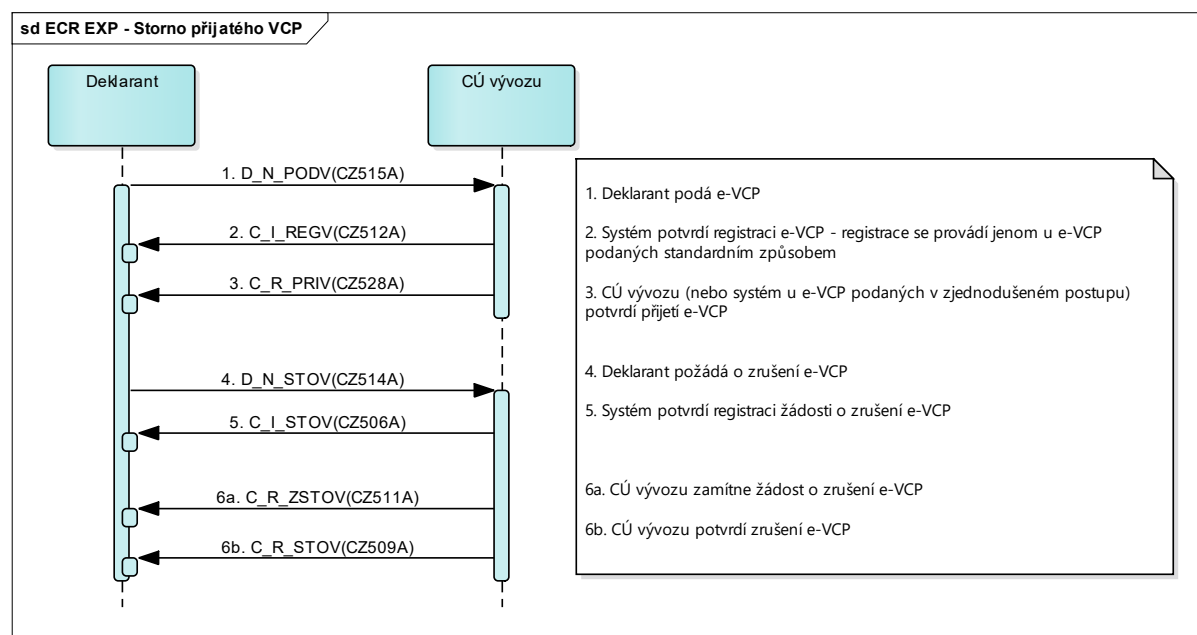 sd ECR EXP - Storno přijatého VCP
Deklarant
CÚ vývozu
1. D_N_PODV(CZ515A)
2. C_I_REGV(CZ512A)
3. C_R_PRIV(CZ528A)
4. D_N_STOV(CZ514A)
5. C_I_STOV(CZ506A)
6a. C_R_ZSTOV(CZ511A)
6b. C_R_STOV(CZ509A)
1. Deklarant podá e-VCP
2. Systém potvrdí registraci e-VCP - registrace se provádí jenom u e-VCP
podaných standardním způsobem
3. CÚ vývozu (nebo systém u e-VCP podaných v zjednodušeném postupu)
potvrdí přijetí e-VCP
4. Deklarant požádá o zrušení e-VCP
5. Systém potvrdí registraci žádosti o zrušení e-VCP
6a. CÚ vývozu zamítne žádost o zrušení e-VCP
6b. CÚ vývozu potvrdí zrušení e-VCP